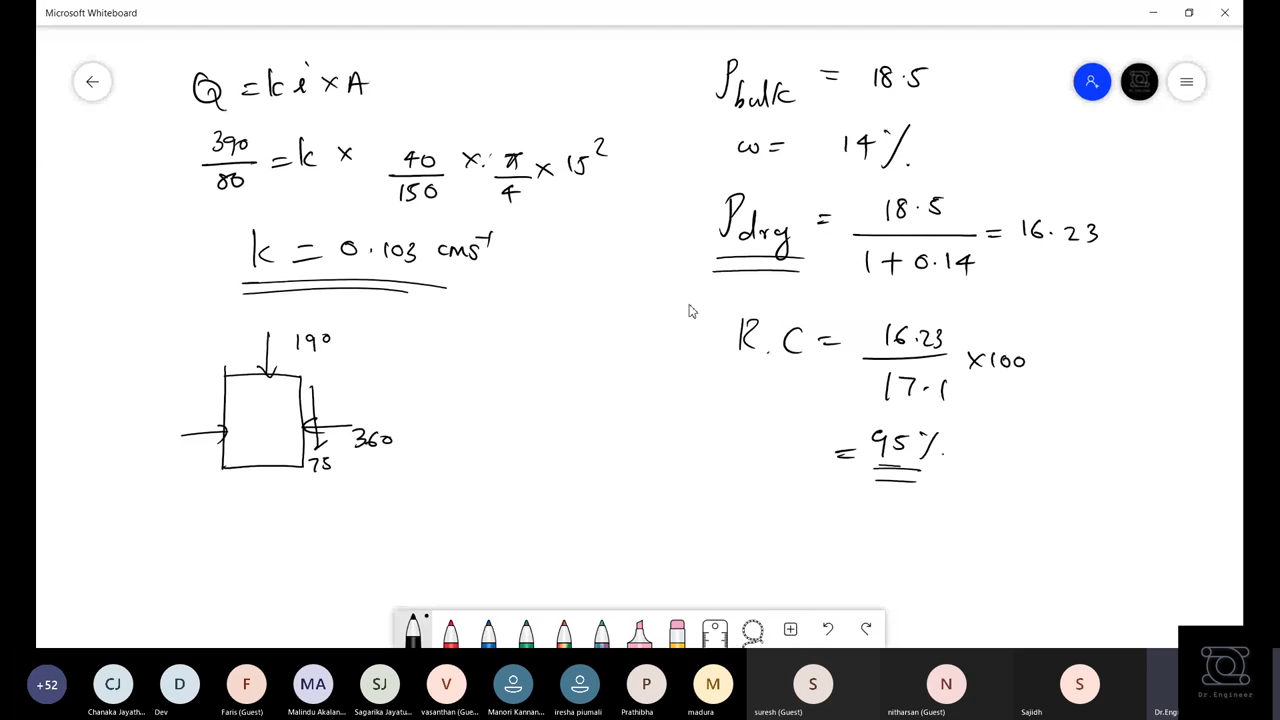 Microsoft Whiteboard
Q = k i × A
390/80 = k × 40/150 × π/4 × 15²
k = 0.103 cms⁻¹
190
360
75
ρbulk = 18.5
ω = 14%
ρdry = 18.5/(1+0.14) = 16.23
R.C = 16.23/17.1 ×100
= 95%
+52
CJ
D
F
MA
SJ
V
P
M
S
N
S
Chanaka Jayath...
Dev
Faris (Guest)
Malindu Akalan...
Sagarika Jayatu...
vasanthan (Gue...
Manori Kannan...
iresha piumali
Prathibha
madura
suresh (Guest)
nitharsan (Guest)
Sajidh
Dr.Eng
Dr.Engineer